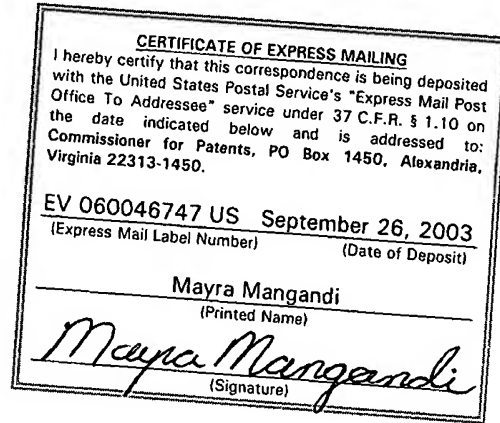 CERTIFICATE OF EXPRESS MAILING
I hereby certify that this correspondence is being deposited
with the United States Postal Service's "Express Mail Post
Office To Addressee" service under 37 C.F.R. § 1.10 on
the date indicated below and is addressed to:
Commissioner for Patents, PO Box 1450, Alexandria,
Virginia 22313-1450.
EV 060046747 US September 26, 2003
(Express Mail Label Number) (Date of Deposit)
Mayra Mangandi
(Printed Name)
Mayra Mangandi
(Signature)